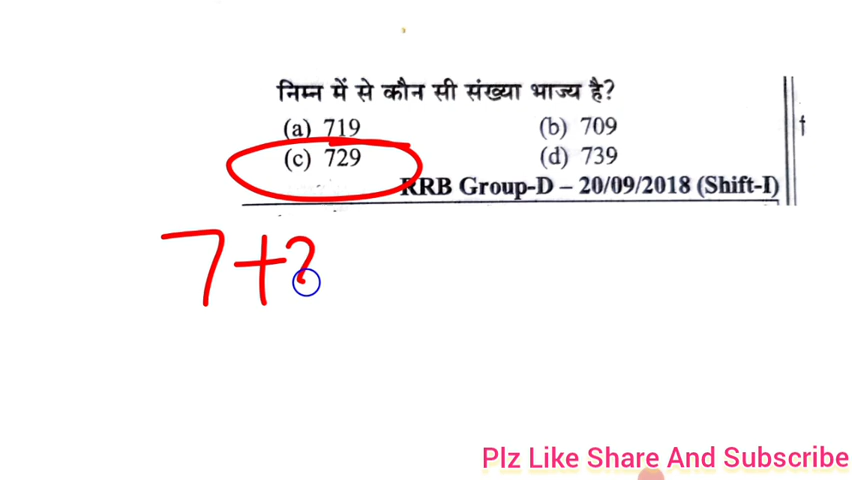 निम्न में से कौन सी संख्या भाज्य है?
(a) 719 (b) 709
(c) 729 (d) 739
RRB Group-D – 20/09/2018 (Shift-I)
7+
Plz Like Share And Subscribe